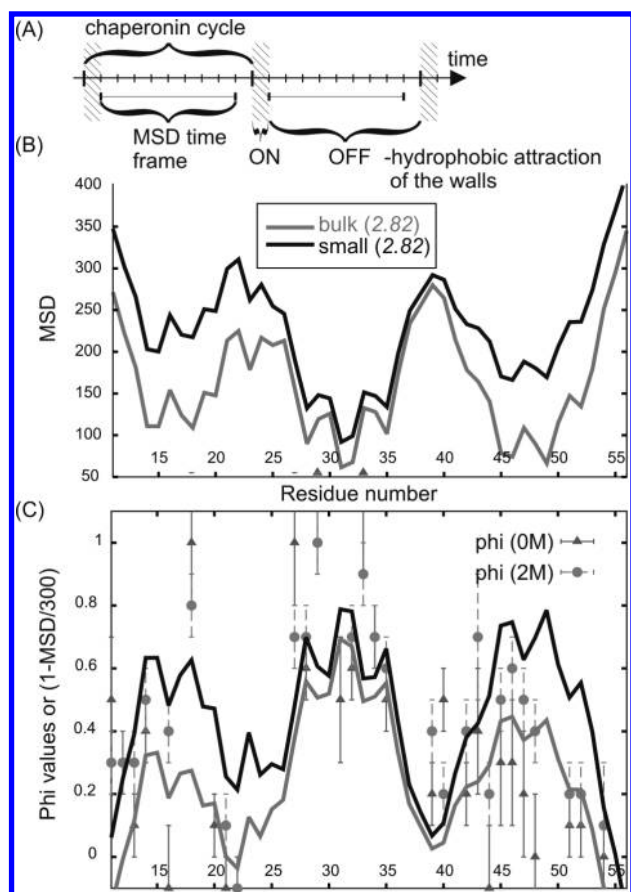 (A)
chaperonin cycle
time
MSD time
frame
ON
OFF
-hydrophobic attraction
of the walls
(B)
400
350
300
250
200
150
100
50
MSD
bulk (2.82)
small (2.82)
15 20 25 30 35 40 45 50 55
Residue number
(C)
phi (0M)
phi (2M)
1
0.8
0.6
0.4
0.2
0
Phi values or (1-MSD/300)
15 20 25 30 35 40 45 50 55